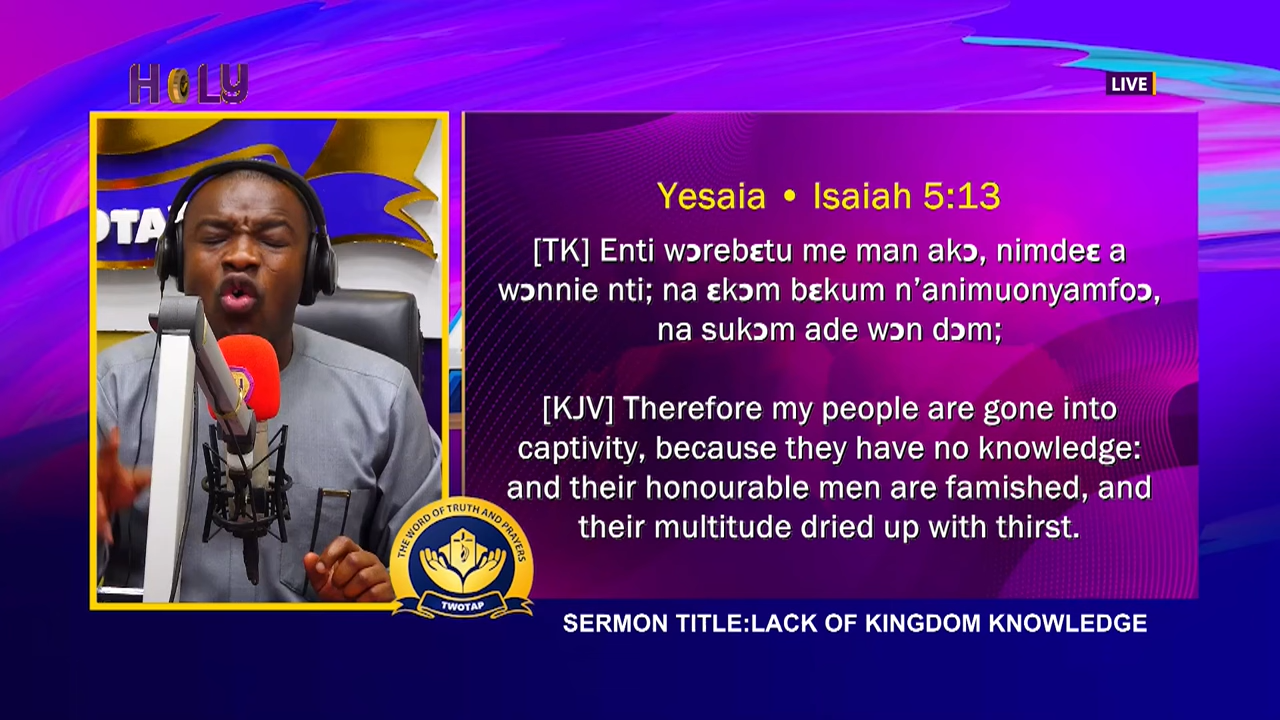 HOLY
LIVE
OTA
Yesaia • Isaiah 5:13
[TK] Enti wɔrebɛtu me man akɔ, nimdeɛ a
wɔnnie nti; na ɛkɔm bɛkum n’animuonyamfoɔ,
na sukɔm ade wɔn dɔm;
[KJV] Therefore my people are gone into
captivity, because they have no knowledge:
and their honourable men are famished, and
their multitude dried up with thirst.
THE WORD OF TRUTH AND PRAYERS
TWOTAP
SERMON TITLE:LACK OF KINGDOM KNOWLEDGE